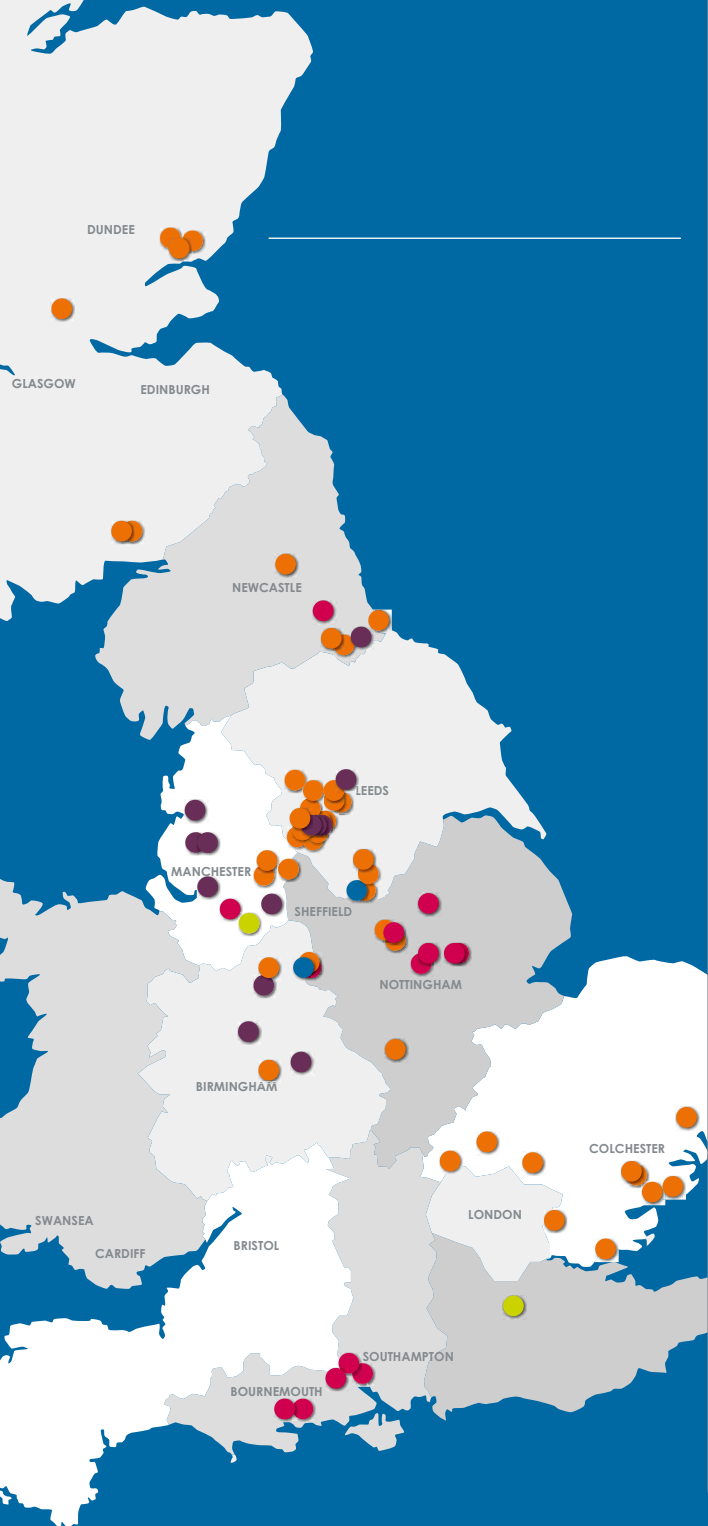 DUNDEE
GLASGOW
EDINBURGH
NEWCASTLE
LEEDS
MANCHESTER
SHEFFIELD
NOTTINGHAM
BIRMINGHAM
COLCHESTER
LONDON
SWANSEA
BRISTOL
CARDIFF
SOUTHAMPTON
BOURNEMOUTH